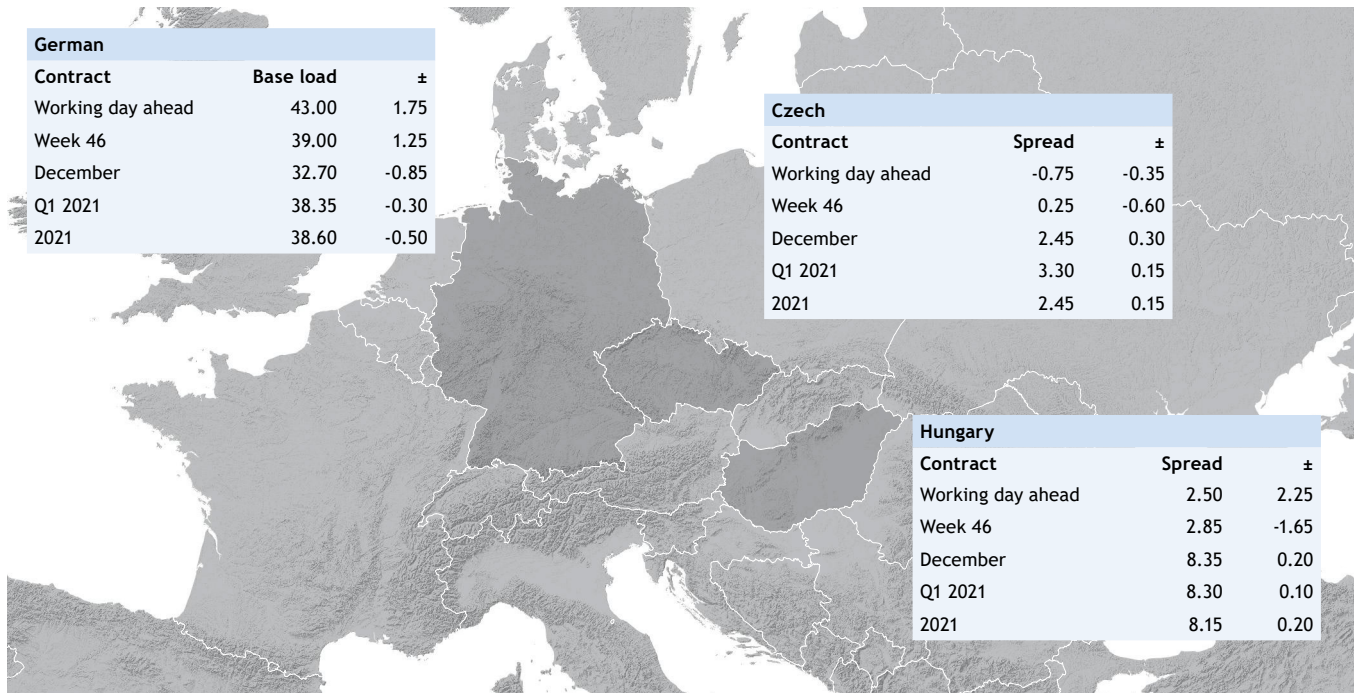 German
Contract Base load ±
Working day ahead 43.00 1.75
Week 46 39.00 1.25
December 32.70 -0.85
Q1 2021 38.35 -0.30
2021 38.60 -0.50
Czech
Contract Spread ±
Working day ahead -0.75 -0.35
Week 46 0.25 -0.60
December 2.45 0.30
Q1 2021 3.30 0.15
2021 2.45 0.15
Hungary
Contract Spread ±
Working day ahead 2.50 2.25
Week 46 2.85 -1.65
December 8.35 0.20
Q1 2021 8.30 0.10
2021 8.15 0.20